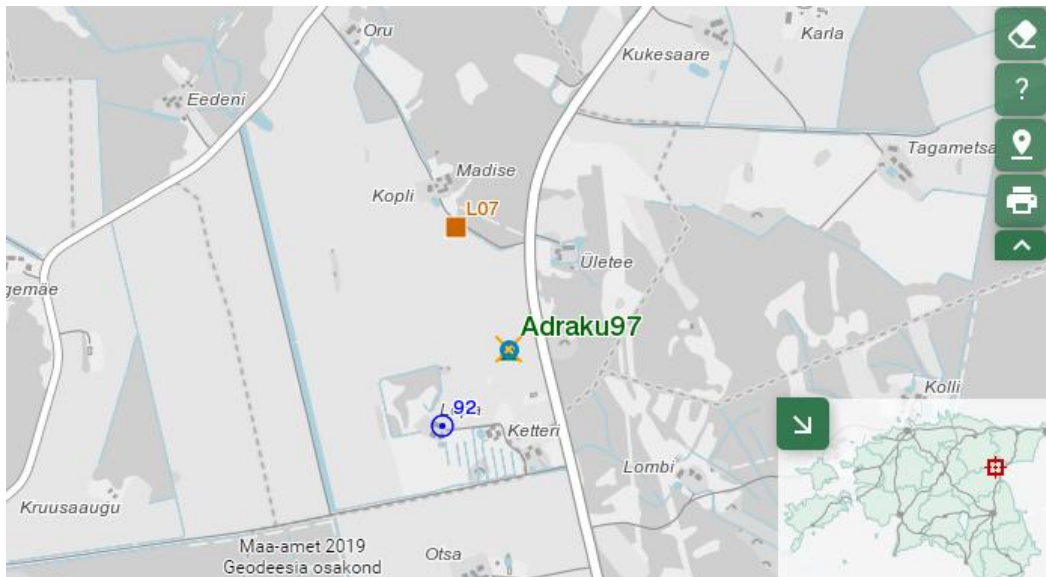 Oru
Karla
Kukesaare
?
Eedeni
Tagametsa
Madise
Kopli
L07
Ületee
gemäe
Adraku97
Kolli
92
Ketteri
Lombi
Kruusaaugu
Maa-amet 2019
Geodeesia osakond
Otsa